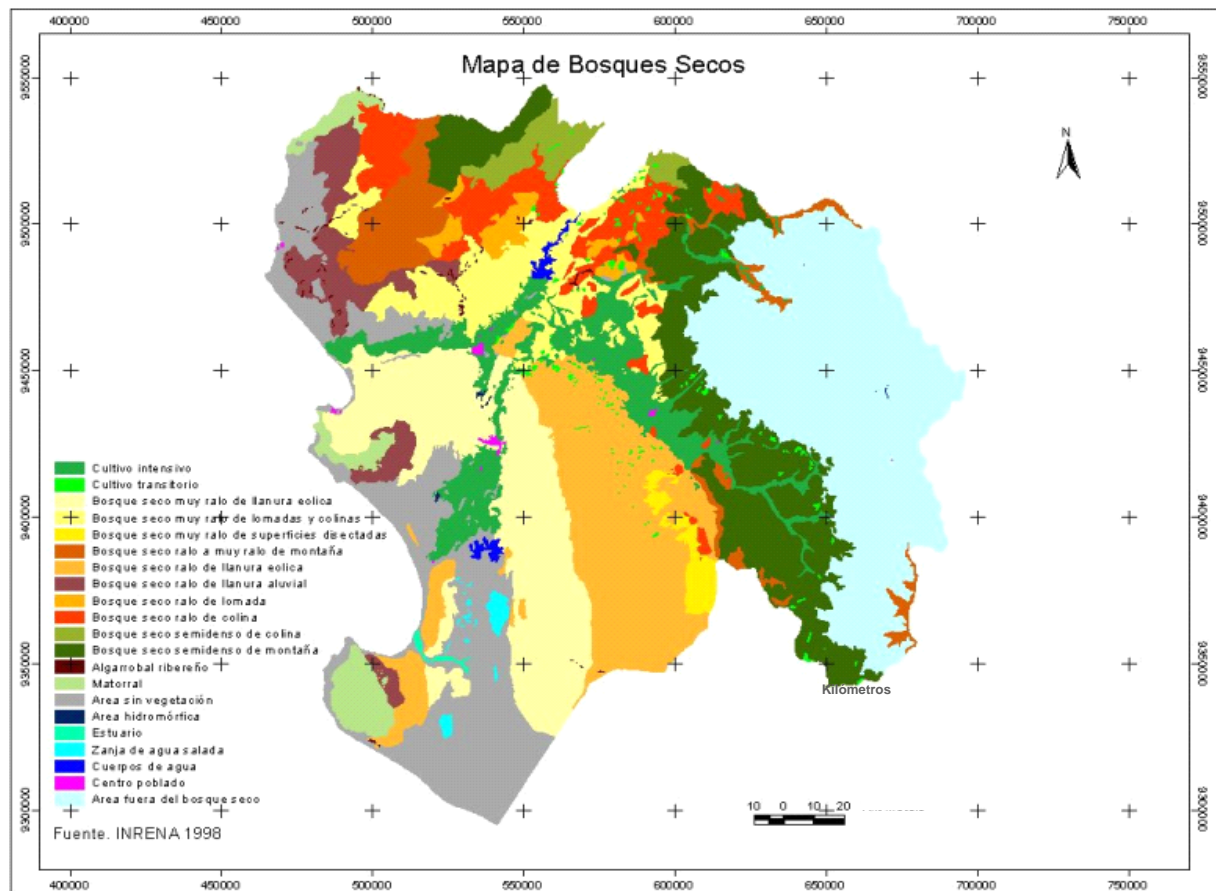 400000 450000 500000 550000 600000 650000 700000 750000
Mapa de Bosques Secos
9550000 9550000
N
9500000 9500000
9450000 9450000
Cultivo intensivo
Cultivo transitorio
Bosque seco muy ralo de llanura eolica
Bosque seco muy ralo de lomadas y colinas
Bosque seco muy ralo de superficies disectadas
Bosque seco ralo a muy ralo de montaña
Bosque seco ralo de llanura eolica
Bosque seco ralo de llanura aluvial
Bosque seco ralo de lomada
Bosque seco ralo de colina
Bosque seco semidenso de colina
Bosque seco semidenso de montaña
Algarrobal ribereño
Matorral
Area sin vegetación
Area hidromórfica
Estuario
Zanja de agua salada
Cuerpos de agua
Centro poblado
Area fuera del bosque seco
9400000 9400000
9350000 9350000
Kilometros
9300000 9300000
10 0 10 20
Fuente. INRENA 1998
400000 450000 500000 550000 600000 650000 700000 750000